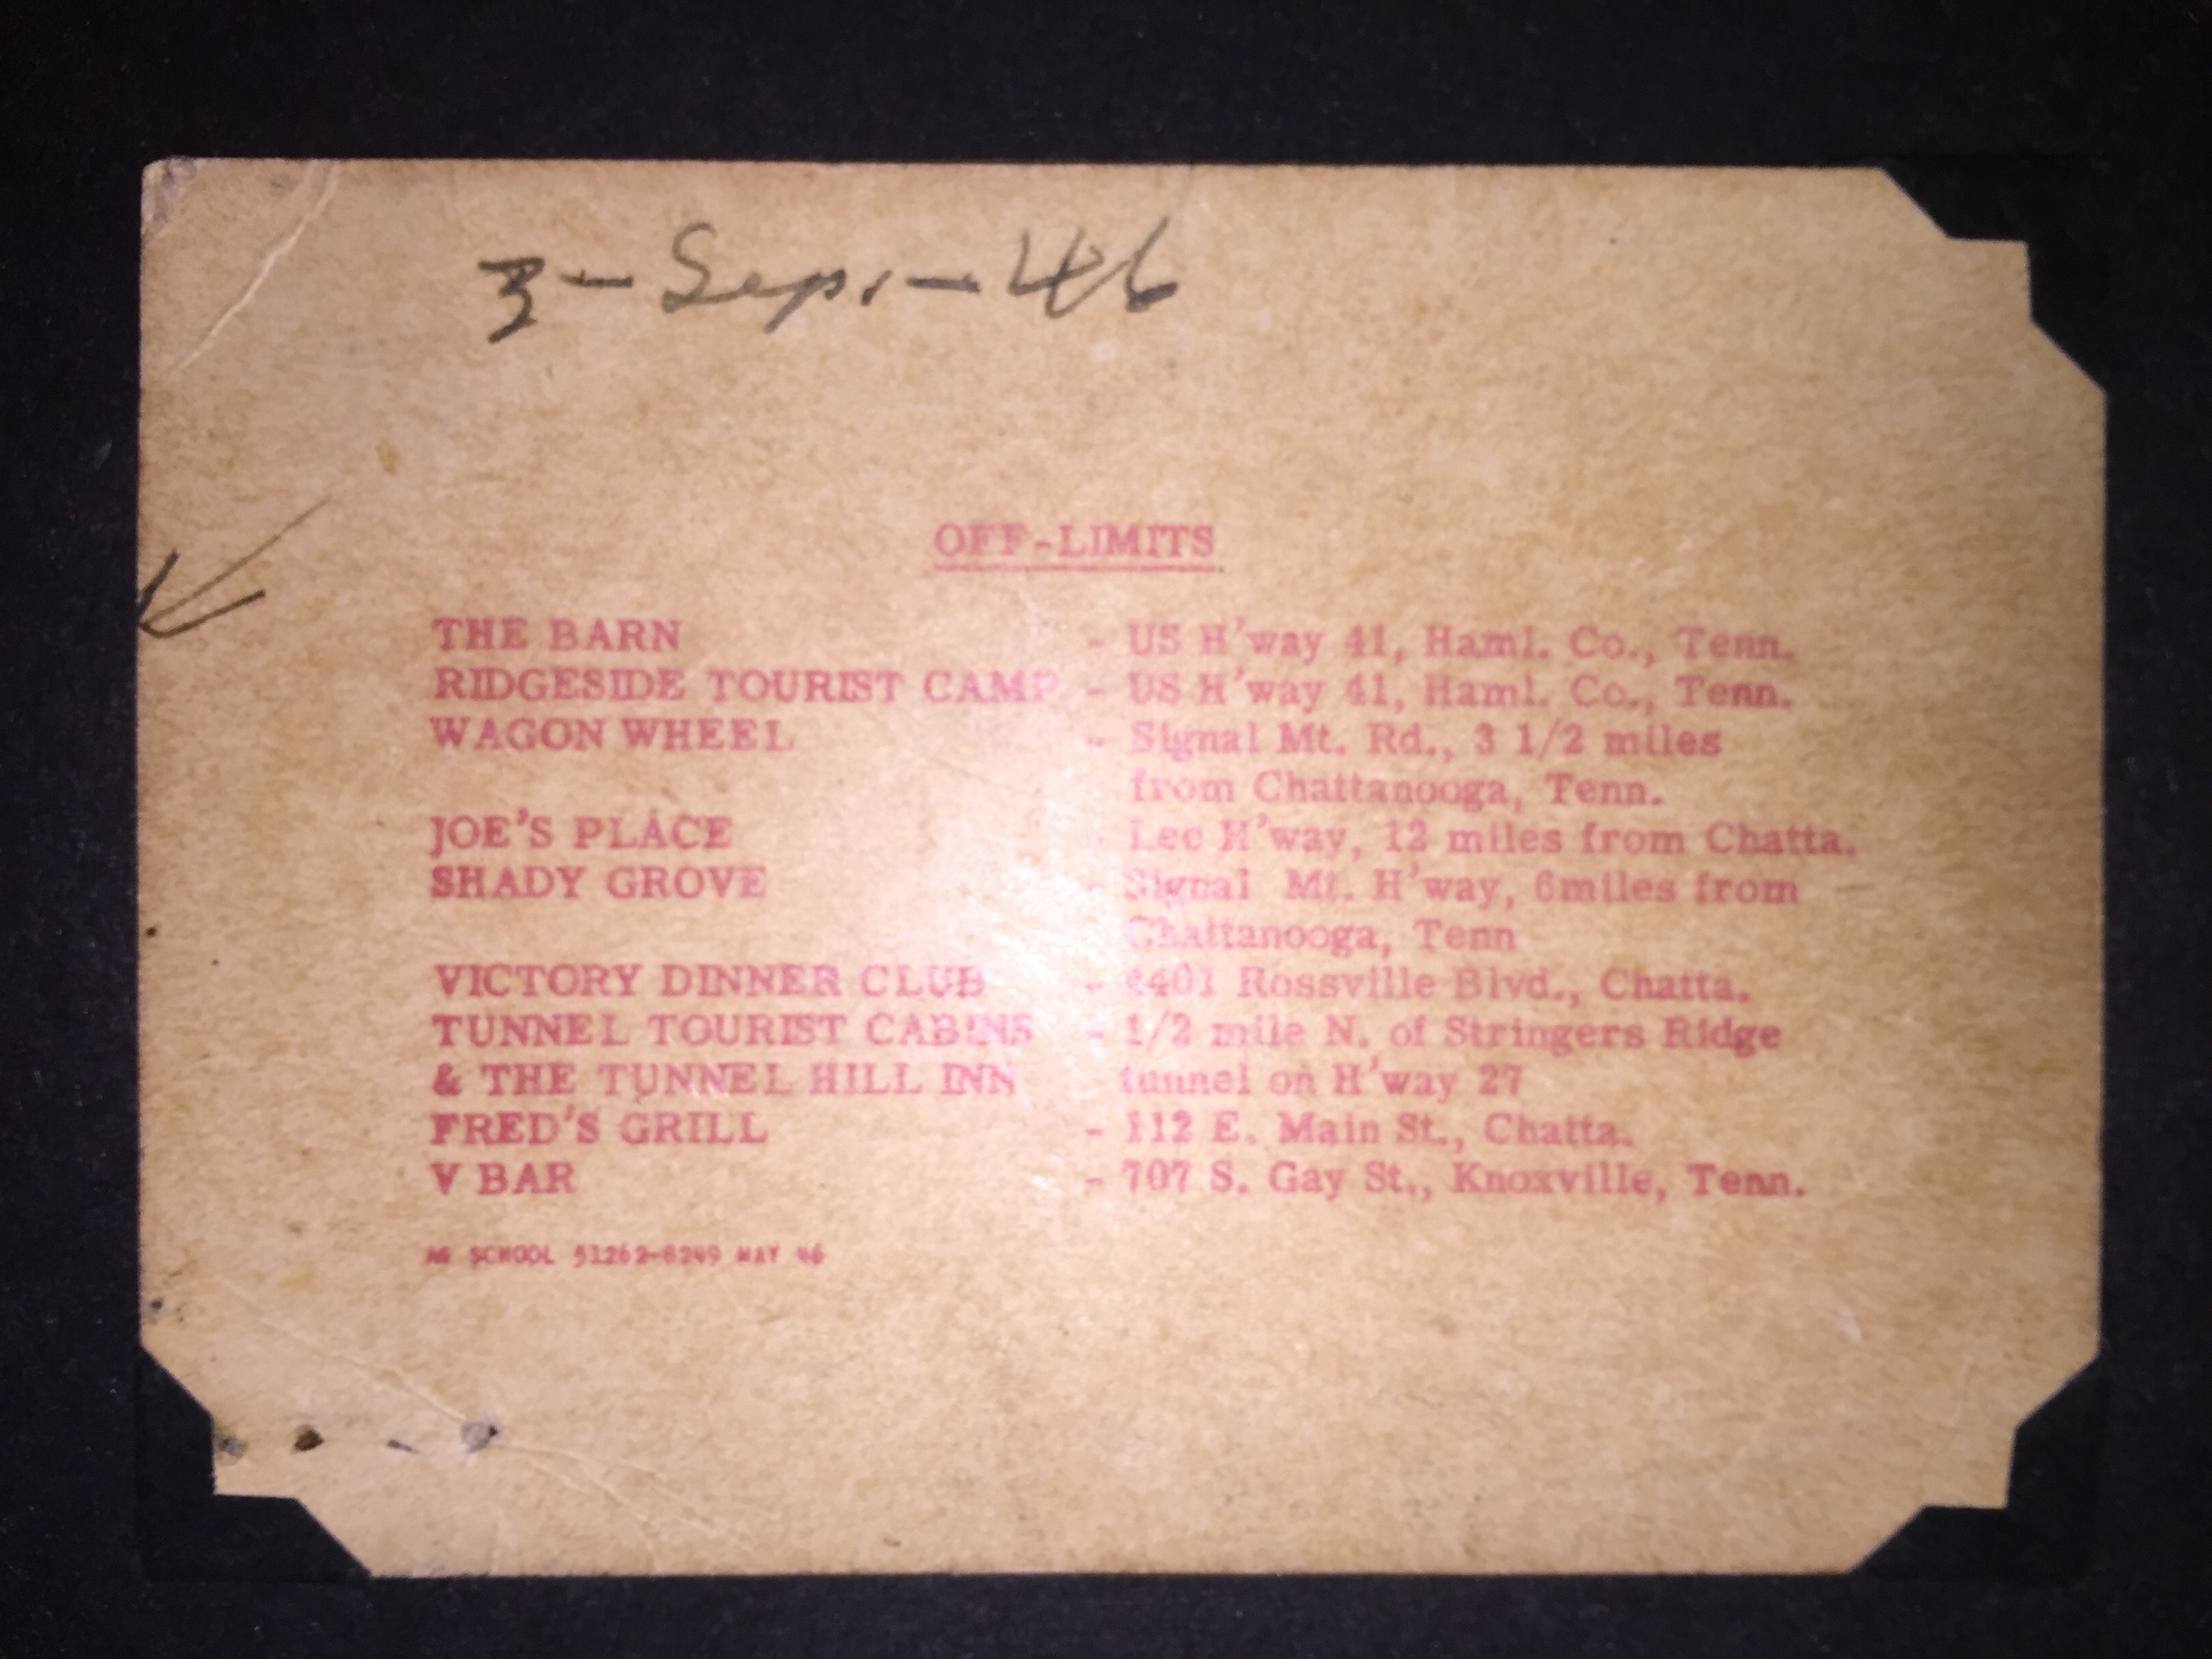 3-Sept-46
OFF-LIMITS
THE BARN - US H'way 41, Haml. Co., Tenn.
RIDGESIDE TOURIST CAMP - US H'way 41, Haml. Co., Tenn.
WAGON WHEEL - Signal Mt. Rd., 3 1/2 miles
from Chattanooga, Tenn.
JOE'S PLACE - Lee H'way, 12 miles from Chatta.
SHADY GROVE - Signal Mt. H'way, 6miles from
Chattanooga, Tenn
VICTORY DINNER CLUB - 4401 Rossville Blvd., Chatta.
TUNNEL TOURIST CABINS - 1/2 mile N. of Stringers Ridge
& THE TUNNEL HILL INN tunnel on H'way 27
FRED'S GRILL - 112 E. Main St., Chatta.
V BAR - 707 S. Gay St., Knoxville, Tenn.
AG SCHOOL 51262-8249 MAY 46